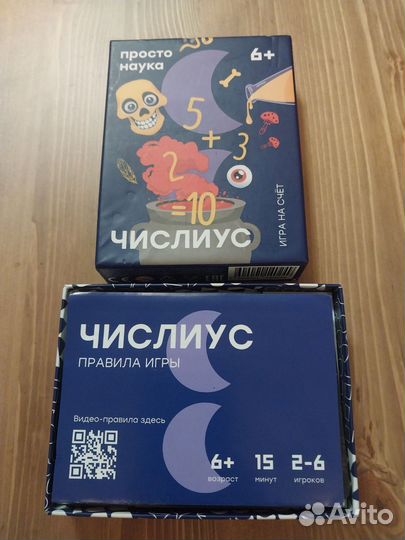 просто
наука
6+
5
+
3
2
=10
ЧИСЛИУС
ИГРА НА СЧЁТ
ЧИСЛИУС
ПРАВИЛА ИГРЫ
Видео-правила здесь
6+ 15 2-6
возраст минут игроков
Avito